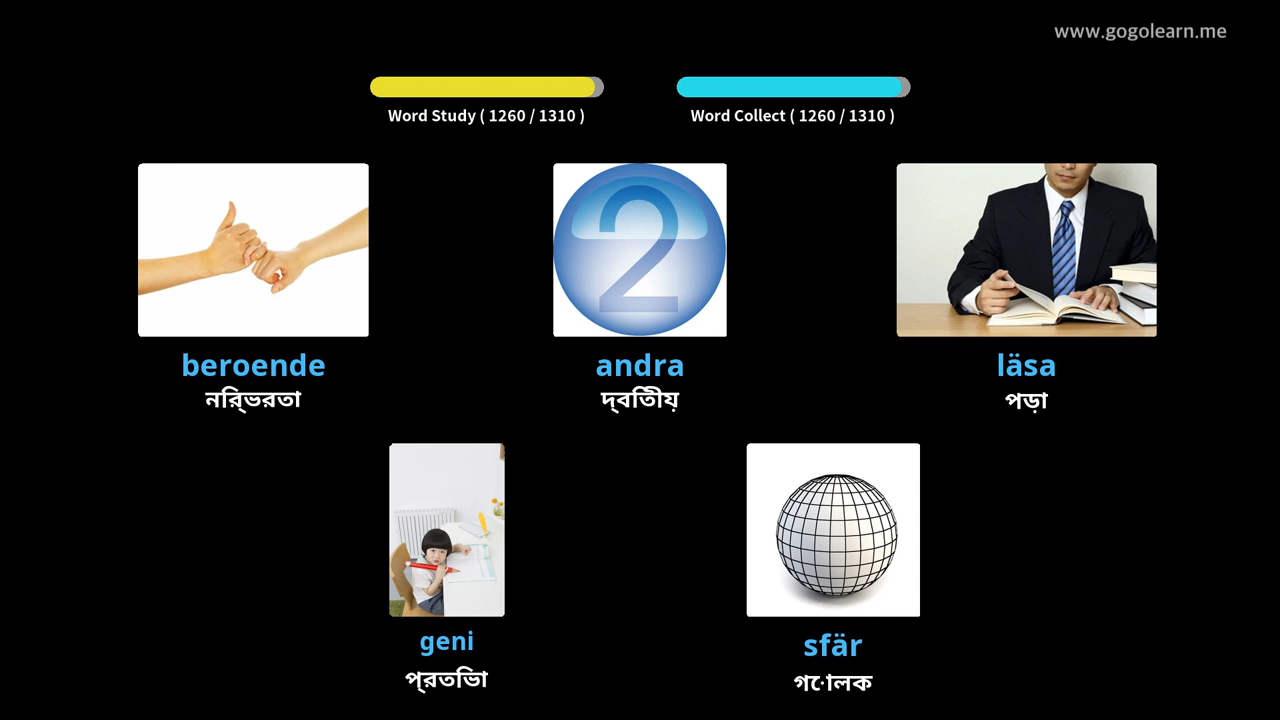 www.gogolearn.me
Word Study ( 1260 / 1310 )
Word Collect ( 1260 / 1310 )
beroende
নির্ভরতা
andra
দ্বিতীয়
läsa
পড়া
geni
প্রতিভা
sfär
গোলক